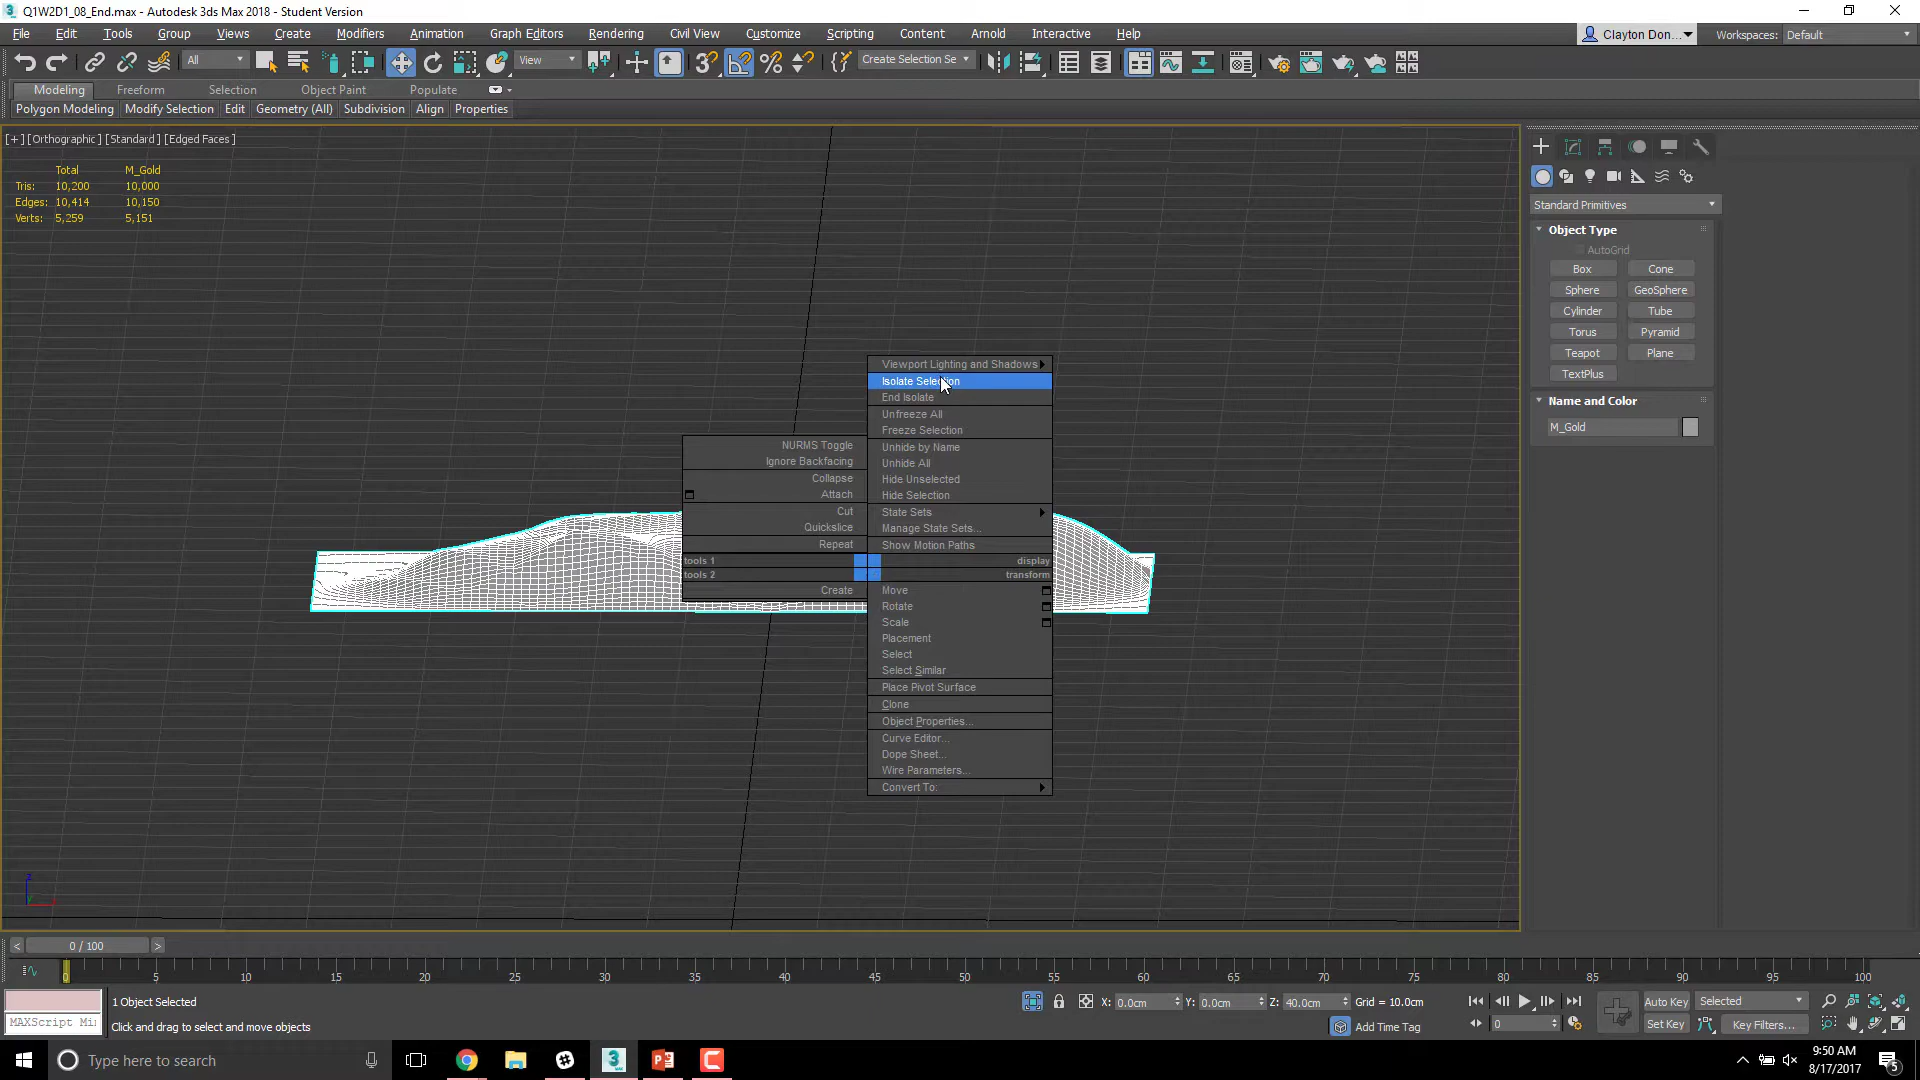 Q1W2D1_08_End.max - Autodesk 3ds Max 2018 - Student Version
File Edit Tools Group Views Create Modifiers Animation Graph Editors Rendering Civil View Customize Scripting Content Arnold Interactive Help
Clayton Don... Workspaces: Default
All View Create Selection Se
Modeling Freeform Selection Object Paint Populate
Polygon Modeling Modify Selection Edit Geometry (All) Subdivision Align Properties
[+] [Orthographic] [Standard] [Edged Faces]
Total M_Gold
Tris: 10,200 10,000
Edges: 10,414 10,150
Verts: 5,259 5,151
Standard Primitives
Object Type
AutoGrid
Box Cone
Sphere GeoSphere
Cylinder Tube
Torus Pyramid
Teapot Plane
TextPlus
Name and Color
M_Gold
Viewport Lighting and Shadows
Isolate Selection
End Isolate
Unfreeze All
Freeze Selection
Unhide by Name
Unhide All
Hide Unselected
Hide Selection
State Sets
Manage State Sets...
Show Motion Paths
display
transform
Move
Rotate
Scale
Placement
Select
Select Similar
Place Pivot Surface
Clone
Object Properties...
Curve Editor...
Dope Sheet...
Wire Parameters...
Convert To:
NURMS Toggle
Ignore Backfacing
Collapse
Attach
Cut
Quickslice
Repeat
tools 1
tools 2
Create
z
< 0 / 100 >
0 5 10 15 20 25 30 35 40 45 50 55 60 65 70 75 80 85 90 95 100
1 Object Selected
Click and drag to select and move objects
MAXScript Mi
X: 0.0cm Y: 0.0cm Z: 40.0cm Grid = 10.0cm
Add Time Tag
0
Auto Key Selected
Set Key Key Filters...
Type here to search
9:50 AM
8/17/2017
5